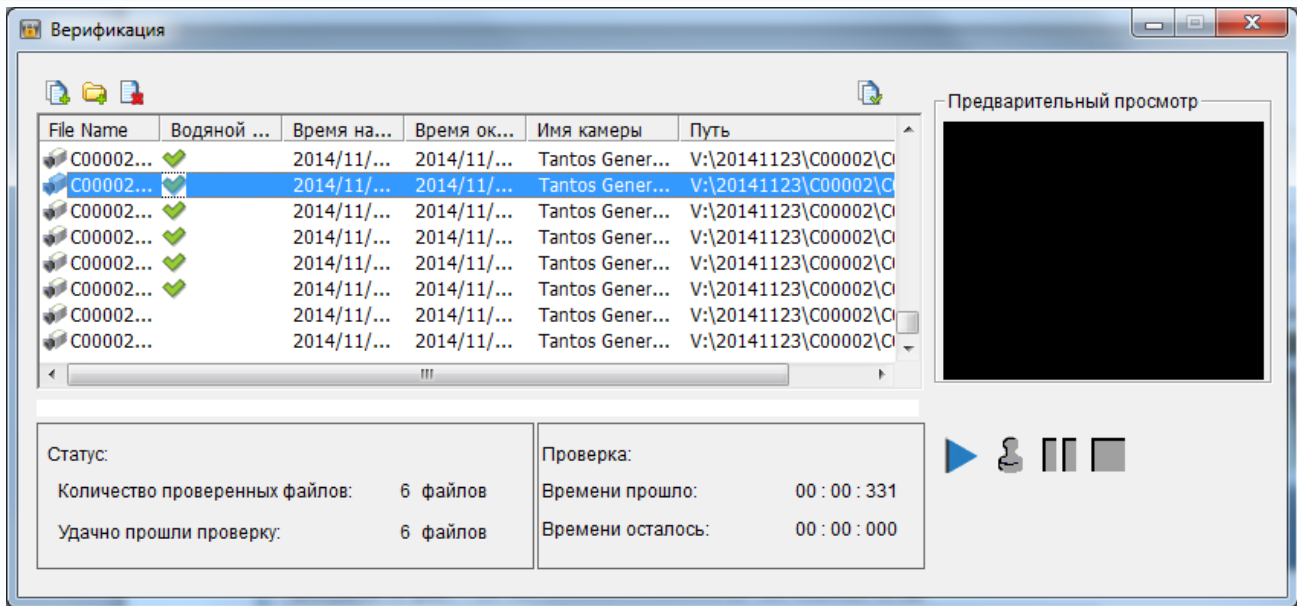 Верификация
Предварительный просмотр
File Name Водяной ... Время на... Время ок... Имя камеры Путь
C00002... 2014/11/... 2014/11/... Tantos Gener... V:\20141123\C00002\C
C00002... 2014/11/... 2014/11/... Tantos Gener... V:\20141123\C00002\C
C00002... 2014/11/... 2014/11/... Tantos Gener... V:\20141123\C00002\C
C00002... 2014/11/... 2014/11/... Tantos Gener... V:\20141123\C00002\C
C00002... 2014/11/... 2014/11/... Tantos Gener... V:\20141123\C00002\C
C00002... 2014/11/... 2014/11/... Tantos Gener... V:\20141123\C00002\C
C00002... 2014/11/... 2014/11/... Tantos Gener... V:\20141123\C00002\C
C00002... 2014/11/... 2014/11/... Tantos Gener... V:\20141123\C00002\C
Статус:
Количество проверенных файлов: 6 файлов
Удачно прошли проверку: 6 файлов
Проверка:
Времени прошло: 00 : 00 : 331
Времени осталось: 00 : 00 : 000